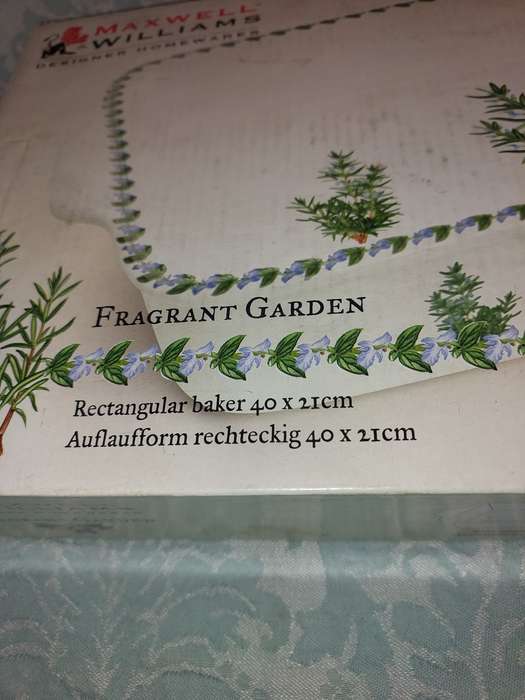 MAXWELL
& WILLIAMS
DESIGNER HOMEWARES
FRAGRANT GARDEN
Rectangular baker 40 x 21cm
Auflaufform rechteckig 40 x 21cm